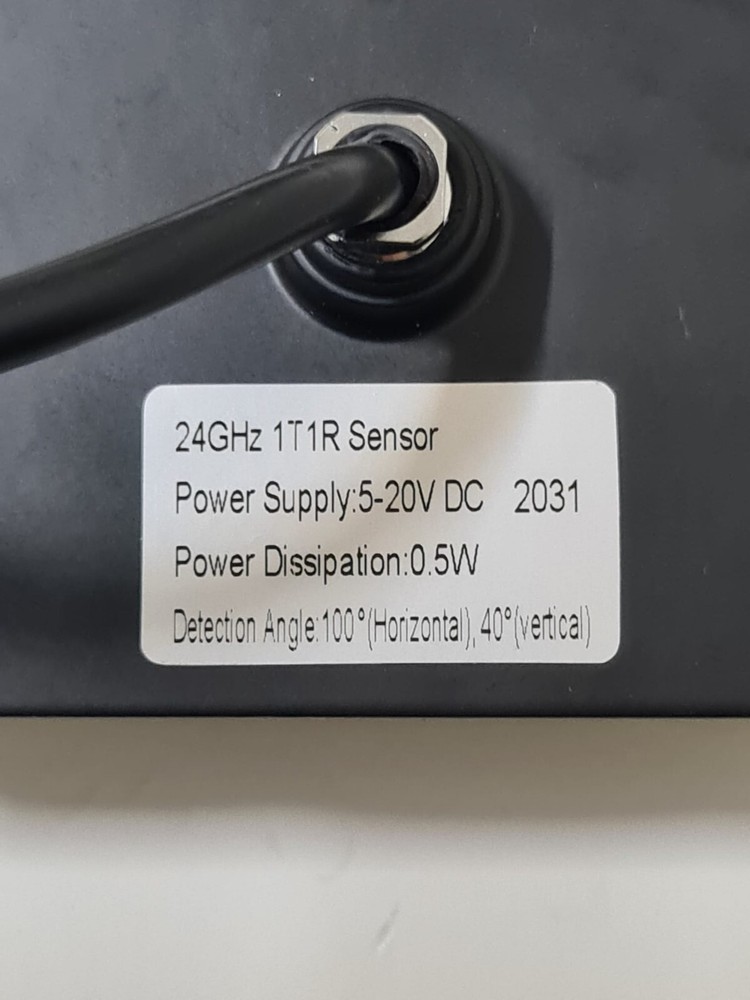 24GHz 1T1R Sensor
Power Supply:5-20V DC 2031
Power Dissipation:0.5W
Detection Angle:100°(Horizontal), 40°(vertical)